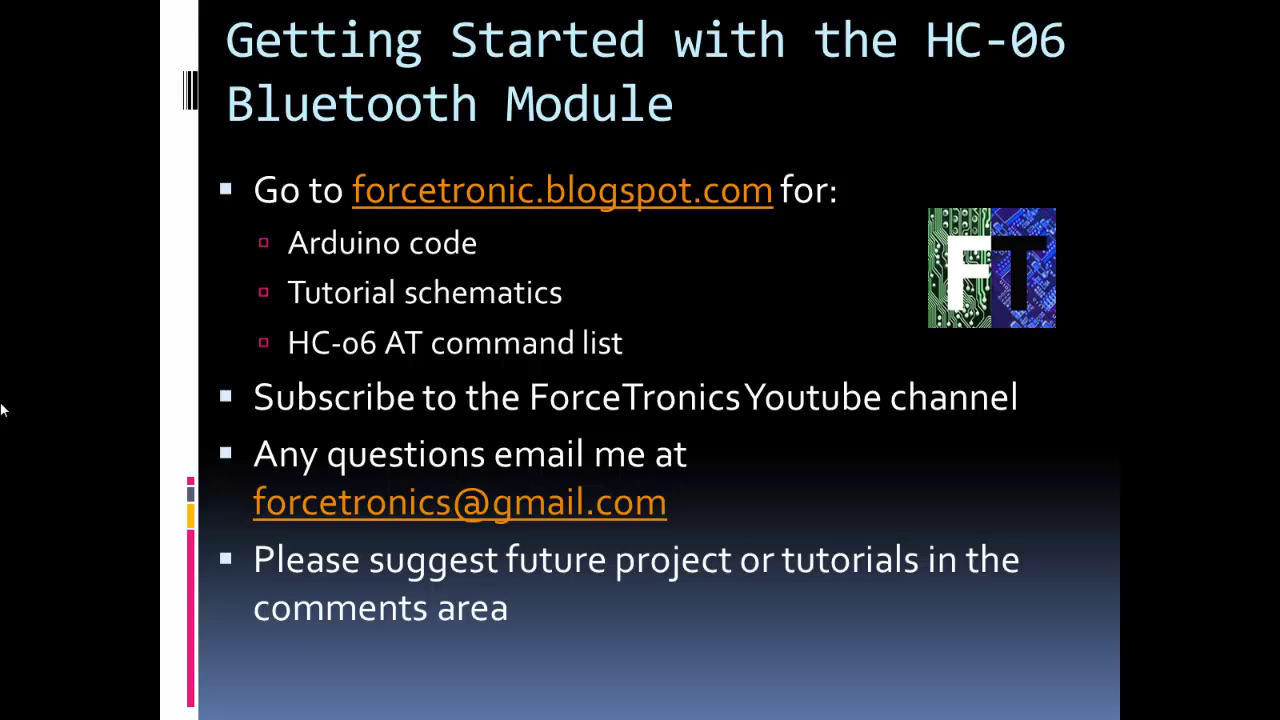 Getting Started with the HC-06
Bluetooth Module
Go to forcetronic.blogspot.com for:
Arduino code
Tutorial schematics
HC-06 AT command list
FT
Subscribe to the ForceTronics Youtube channel
Any questions email me at
forcetronics@gmail.com
Please suggest future project or tutorials in the
comments area